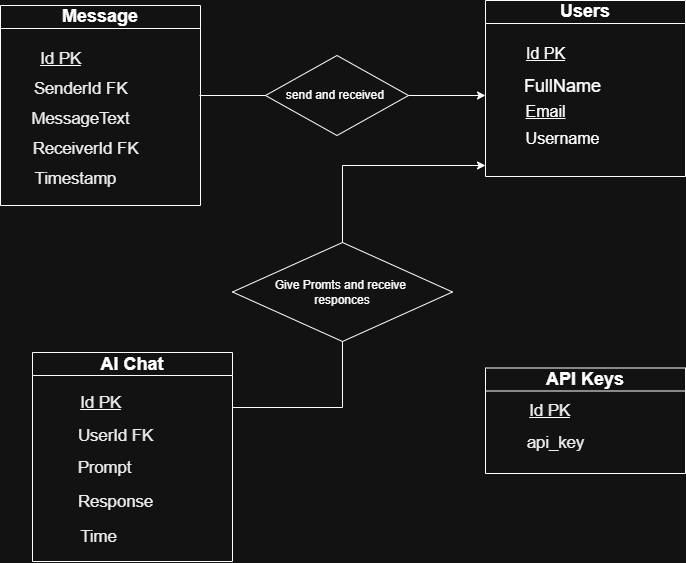 Message
Id PK
SenderId FK
MessageText
ReceiverId FK
Timestamp
send and received
Users
Id PK
FullName
Email
Username
Give Promts and receive
responces
AI Chat
Id PK
UserId FK
Prompt
Response
Time
API Keys
Id PK
api_key